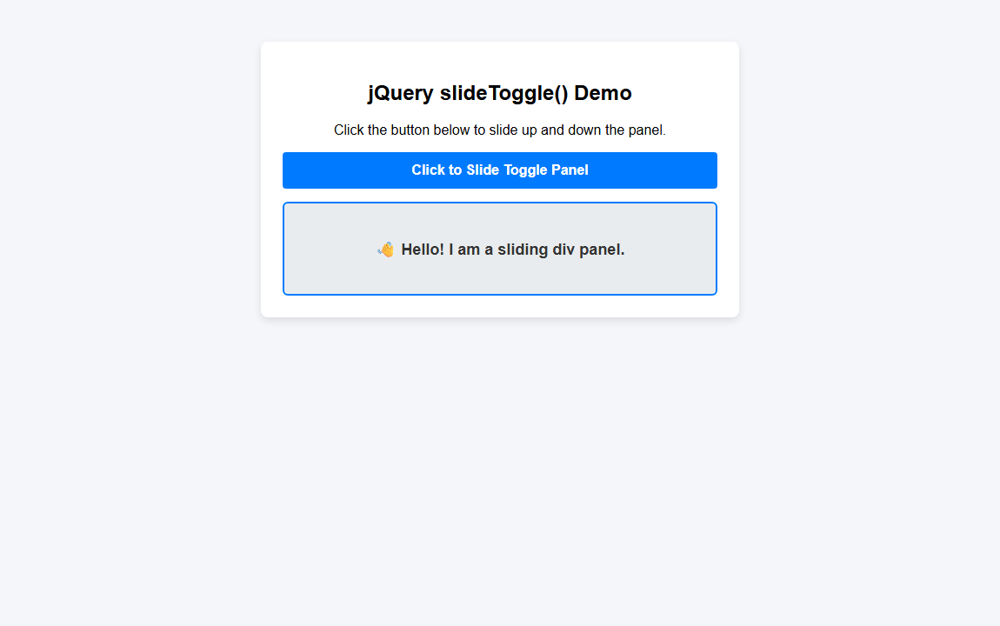 jQuery slideToggle() Demo
Click the button below to slide up and down the panel.
Click to Slide Toggle Panel
👋 Hello! I am a sliding div panel.